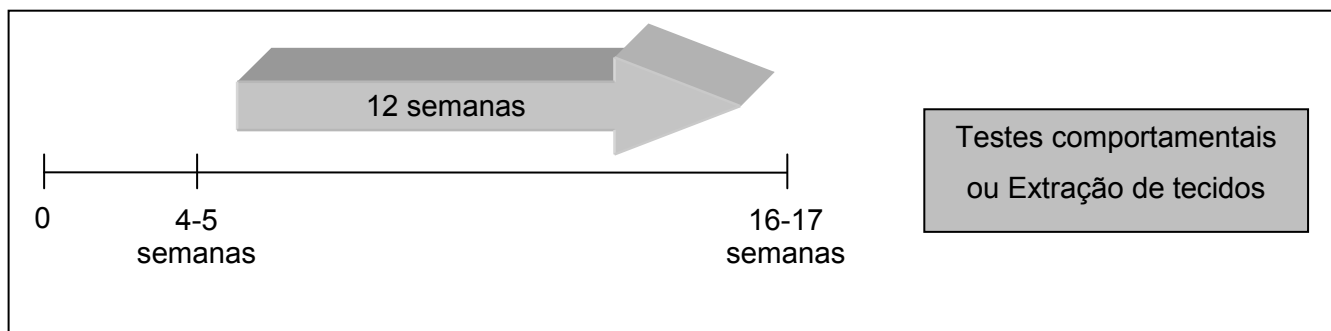 12 semanas
Testes comportamentais
ou Extração de tecidos
0
4-5
semanas
16-17
semanas